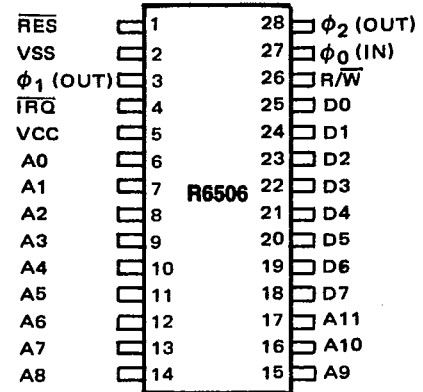 R̅E̅S̅ 1 28 ϕ2 (OUT)
VSS 2 27 ϕ0 (IN)
ϕ1 (OUT) 3 26 R/W̅
I̅R̅Q̅ 4 25 D0
VCC 5 24 D1
A0 6 23 D2
A1 7 R6506 22 D3
A2 8 21 D4
A3 9 20 D5
A4 10 19 D6
A5 11 18 D7
A6 12 17 A11
A7 13 16 A10
A8 14 15 A9